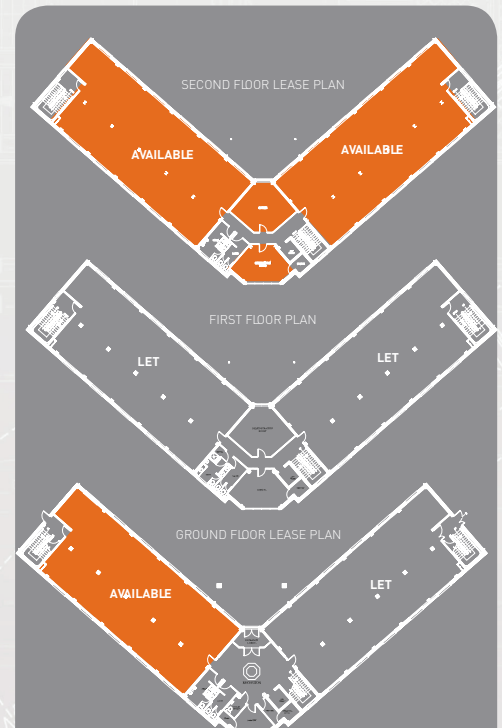 SECOND FLOOR LEASE PLAN
AVAILABLE
AVAILABLE
FIRST FLOOR PLAN
LET
LET
GROUND FLOOR LEASE PLAN
AVAILABLE
LET